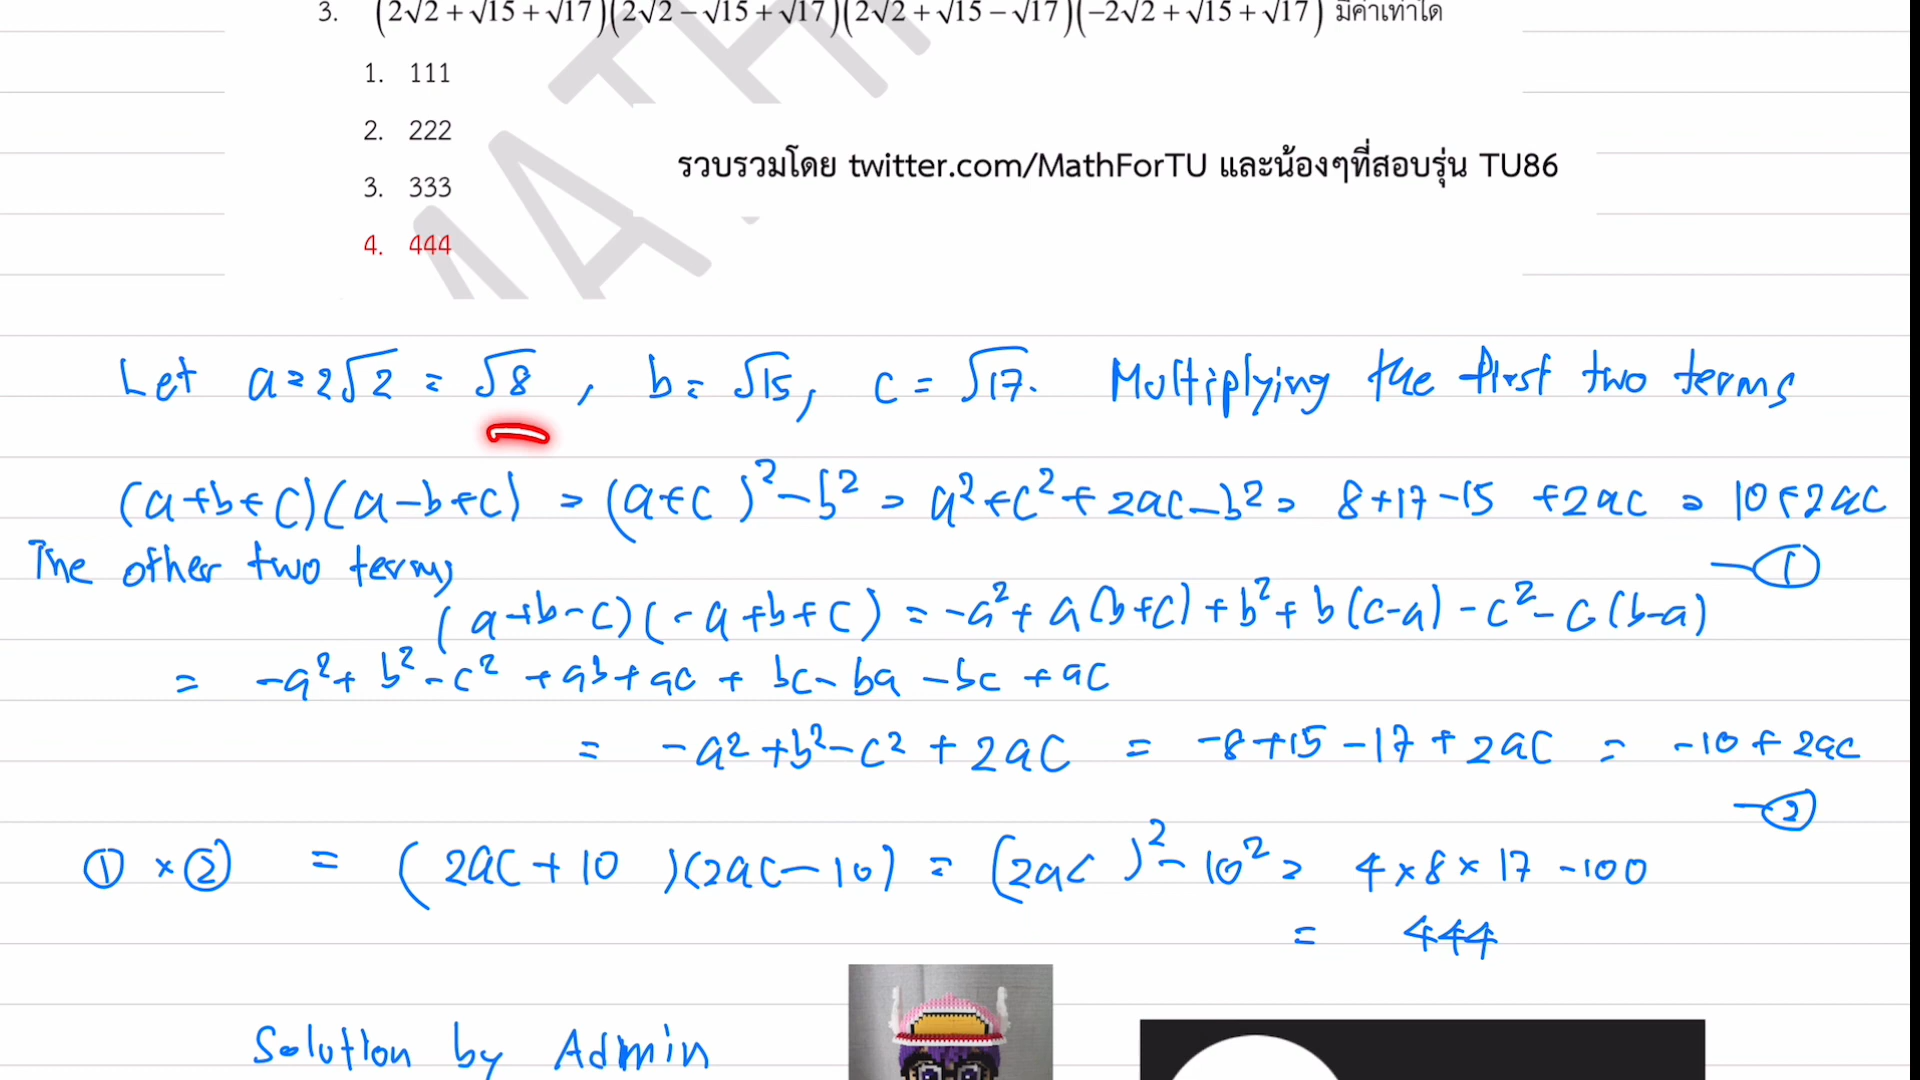 3. (2√2 + √15 + √17)(2√2 − √15 + √17)(2√2 + √15 − √17)(−2√2 + √15 + √17) มีค่าเท่าใด
1. 111
2. 222
3. 333
4. 444
รวบรวมโดย twitter.com/MathForTU และน้องๆที่สอบรุ่น TU86
MATH
Let a = 2√2 = √8 , b = √15, c = √17. Multiplying the first two terms
(a+b+c)(a−b+c) = (a+c)² − b² = a² + c² + 2ac − b² = 8+17−15 +2ac = 10+2ac
—①
The other two terms
(a+b−c)(−a+b+c) = −a² + a(b+c) + b² + b(c−a) − c² − c(b−a)
= −a² + b² − c² + ab + ac + bc − ba − bc + ac
= −a² + b² − c² + 2ac = −8+15−17+2ac = −10+2ac
—②
① × ② = (2ac+10)(2ac−10) = (2ac)² − 10² = 4×8×17 −100
= 444
Solution by Admin